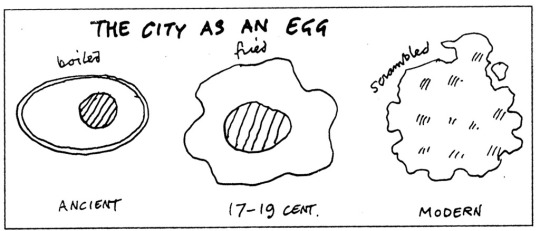 THE CITY AS AN EGG
boiled
fried
scrambled
ANCIENT
17-19 CENT.
MODERN